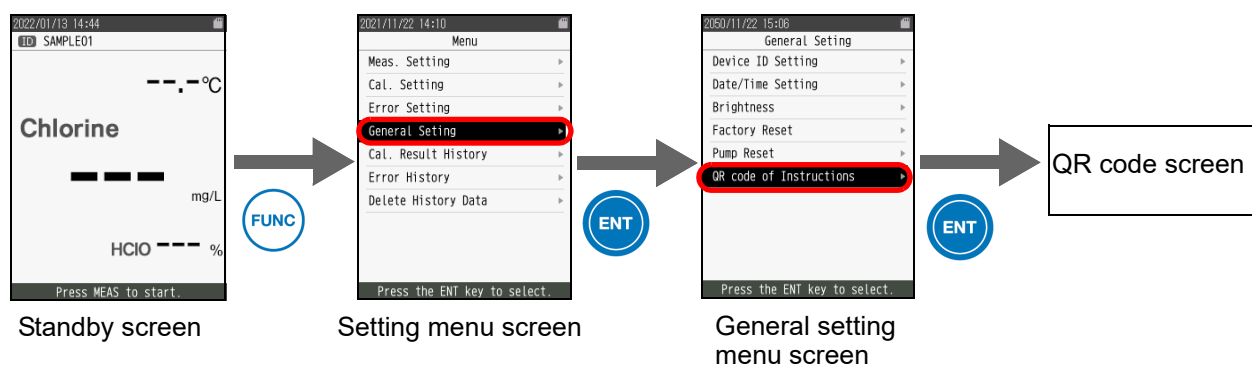 2022/01/13 14:44
ID SAMPLE01
--.-℃
Chlorine
---
mg/L
HClO --- %
Press MEAS to start.
Standby screen
FUNC
2021/11/22 14:10
Menu
Meas. Setting
Cal. Setting
Error Setting
General Seting
Cal. Result History
Error History
Delete History Data
Press the ENT key to select.
Setting menu screen
ENT
2050/11/22 15:06
General Seting
Device ID Setting
Date/Time Setting
Brightness
Factory Reset
Pump Reset
QR code of Instructions
Press the ENT key to select.
General setting
menu screen
ENT
QR code screen